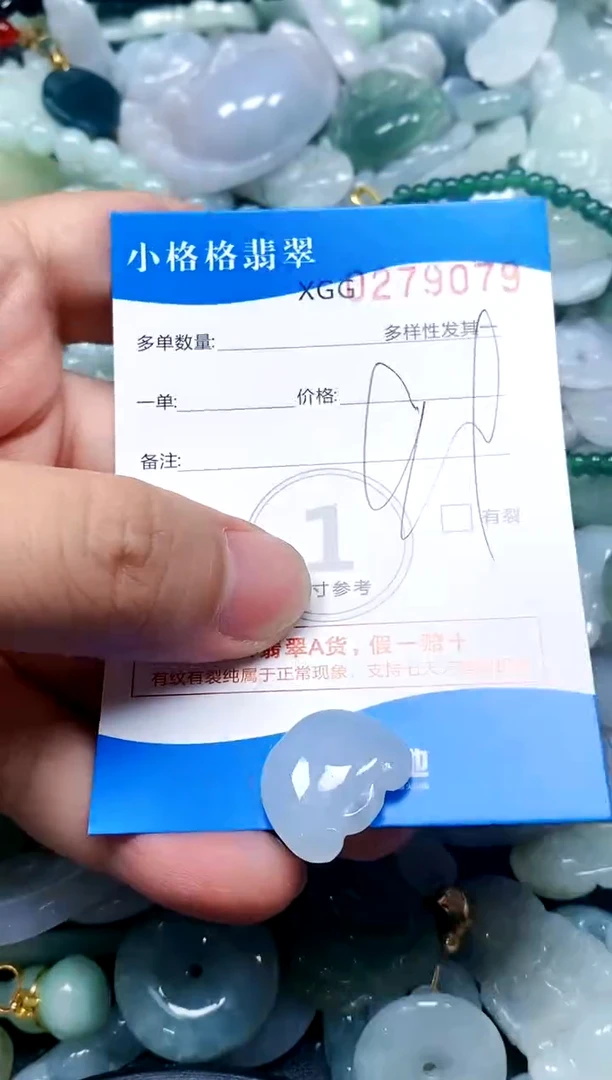 小格格翡翠
XGG0279079
多单数量: 多样性发其一
一单: 价格:
备注:
1
寸参考
有裂
翡翠A货，假一赔十
有纹有裂纯属于正常现象，支持七天
地